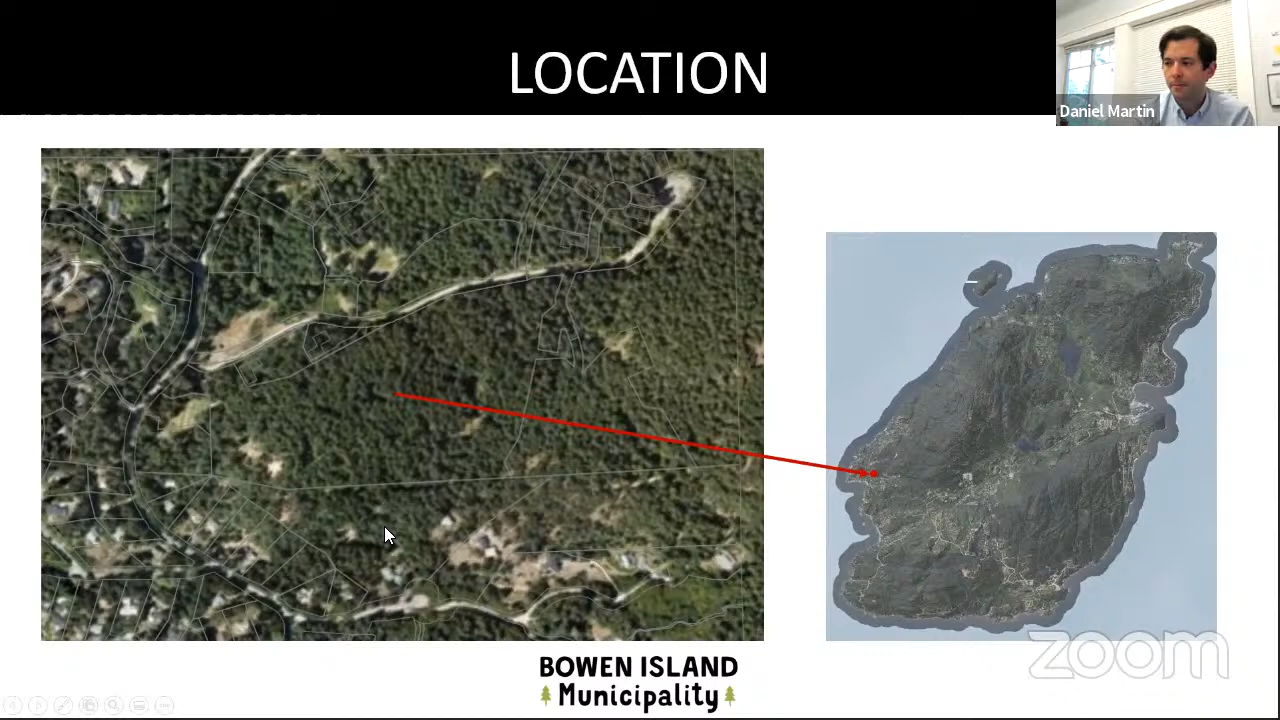 LOCATION
Daniel Martin
BOWEN ISLAND
Municipality
zoom